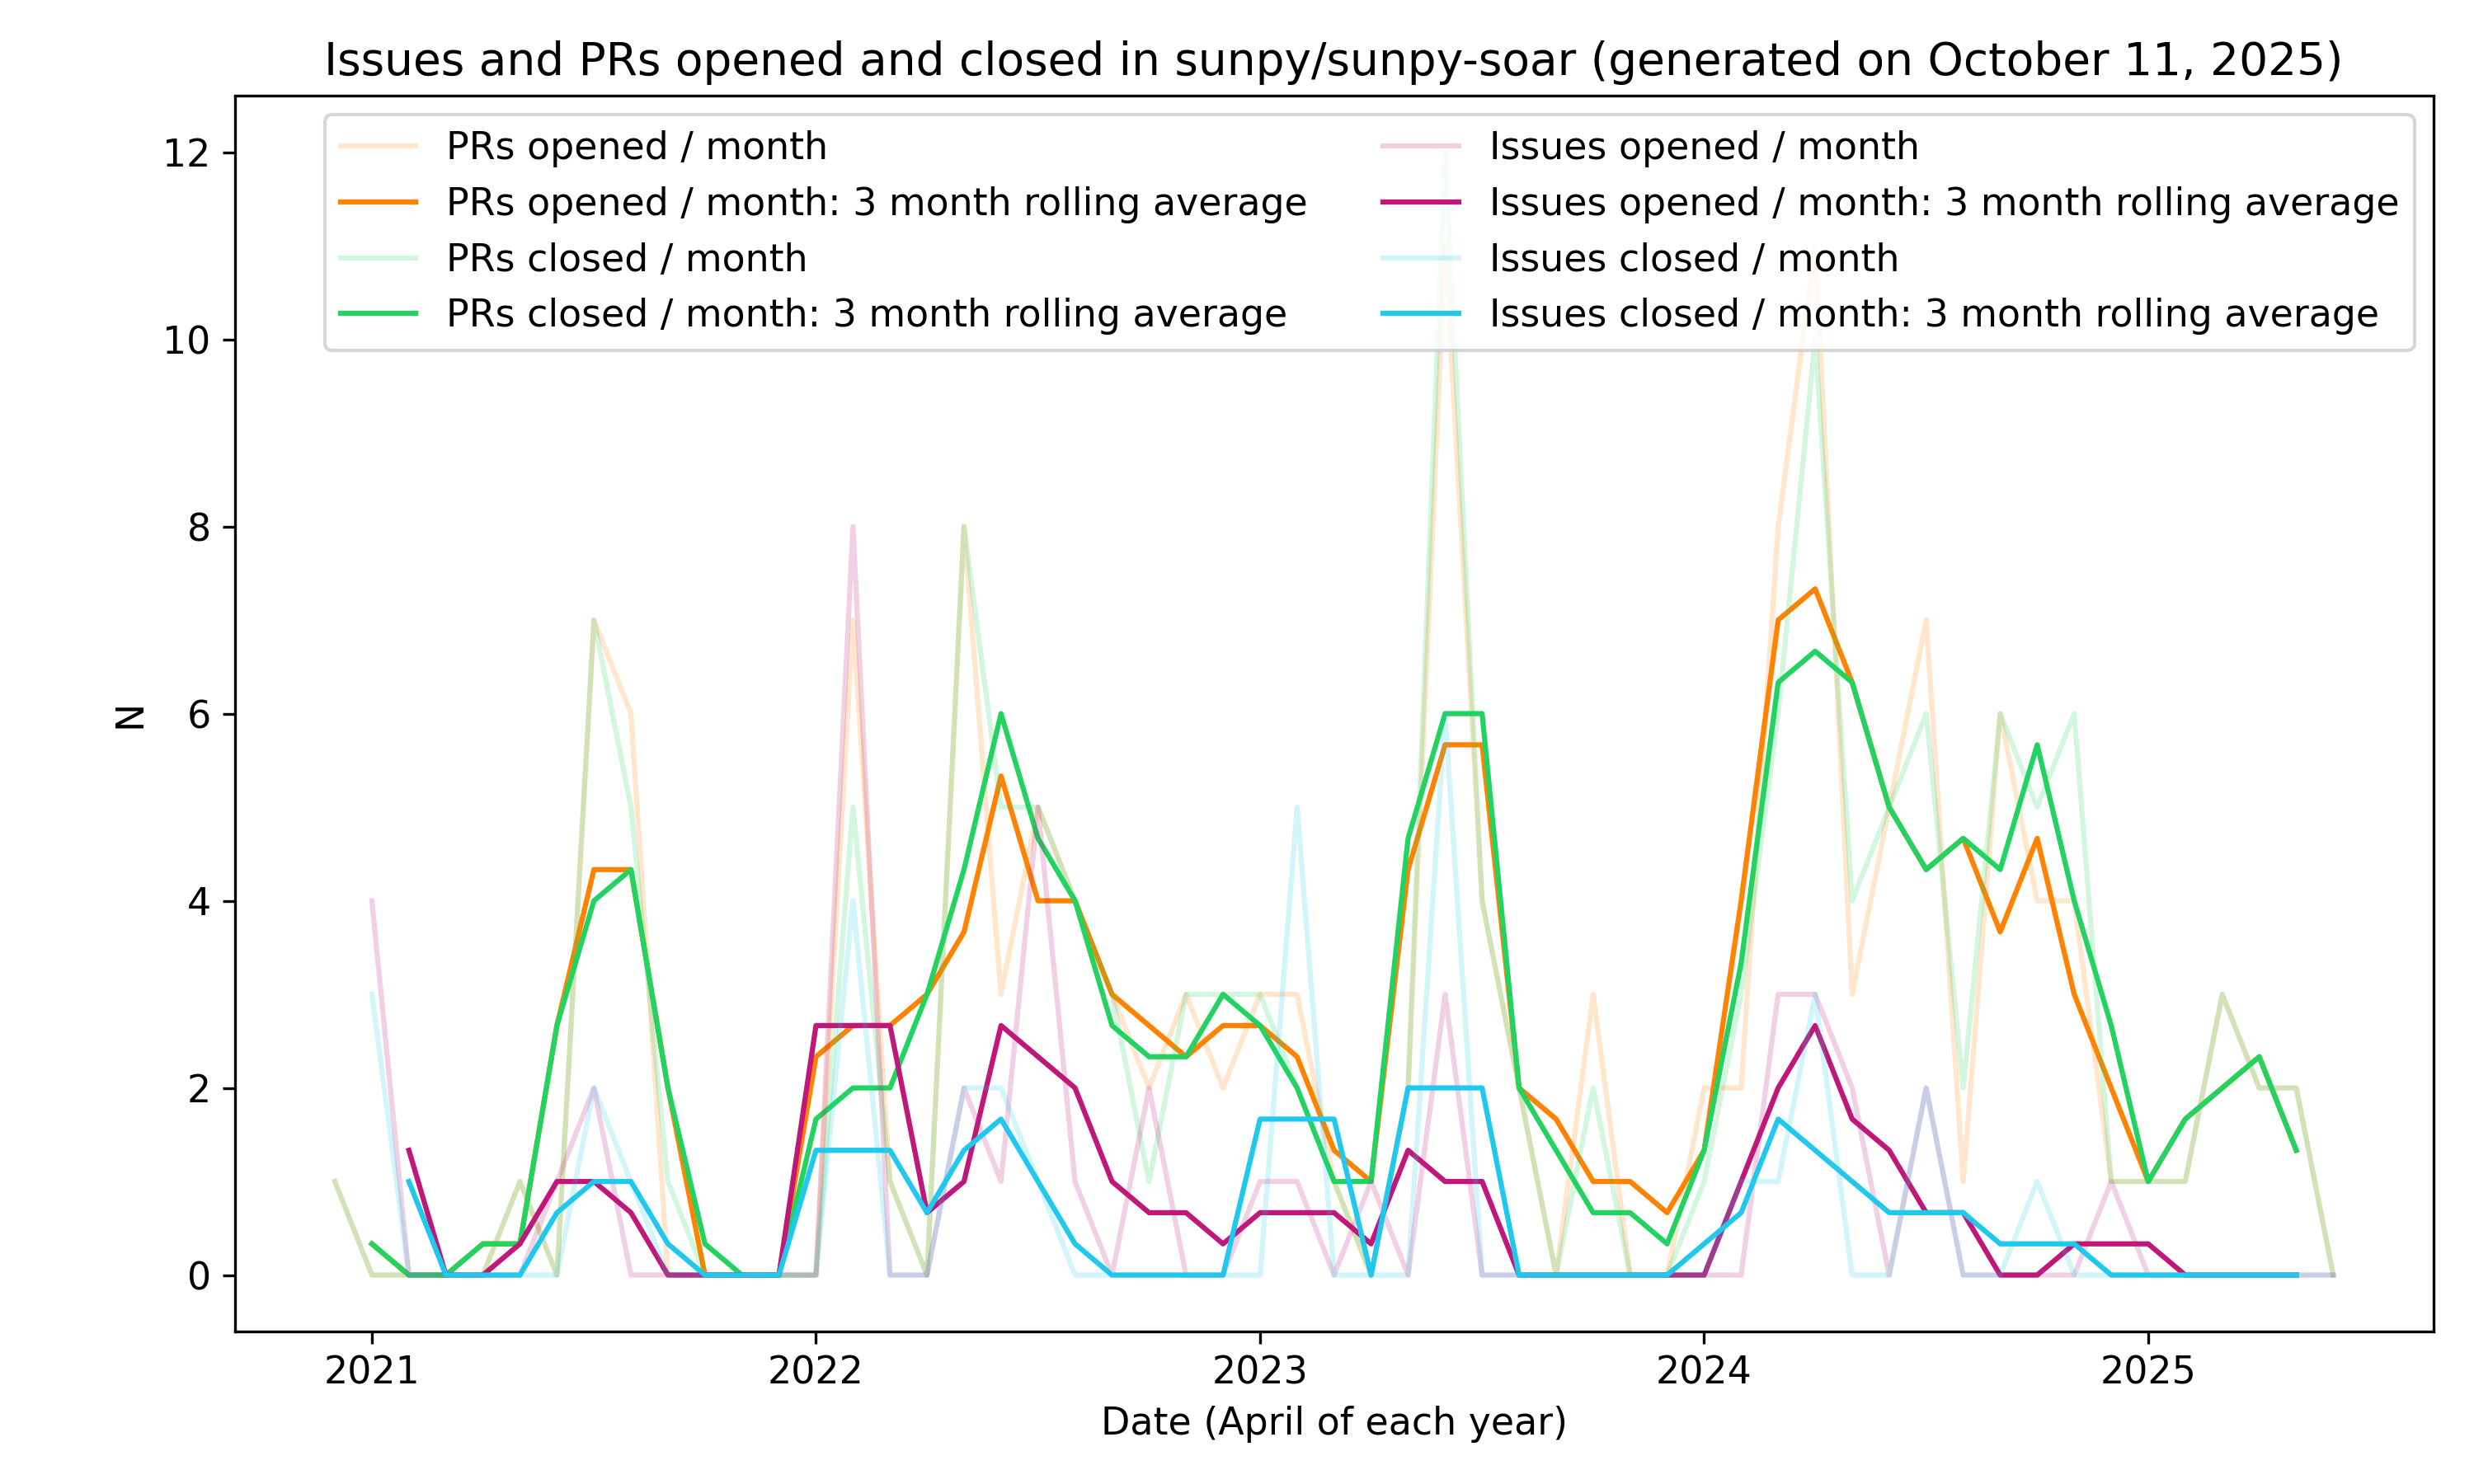 Issues and PRs opened and closed in sunpy/sunpy-soar (generated on October 11, 2025)
PRs opened / month
PRs opened / month: 3 month rolling average
PRs closed / month
PRs closed / month: 3 month rolling average
Issues opened / month
Issues opened / month: 3 month rolling average
Issues closed / month
Issues closed / month: 3 month rolling average
12
10
8
6
4
2
0
N
2021 2022 2023 2024 2025
Date (April of each year)